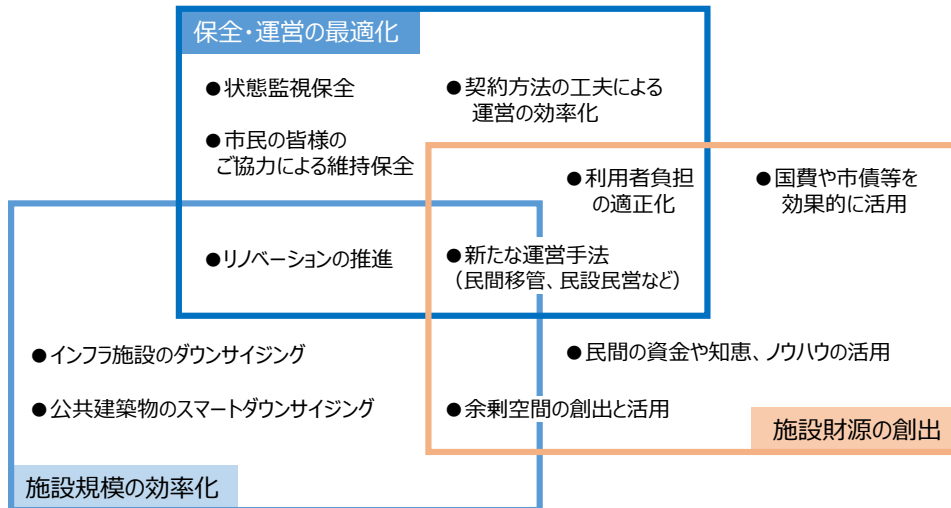 保全・運営の最適化
●状態監視保全
●契約方法の工夫による
運営の効率化
●市民の皆様の
ご協力による維持保全
●利用者負担
の適正化
●国費や市債等を
効果的に活用
●リノベーションの推進
●新たな運営手法
（民間移管、民設民営など）
●インフラ施設のダウンサイジング
●民間の資金や知恵、ノウハウの活用
●公共建築物のスマートダウンサイジング
●余剰空間の創出と活用
施設財源の創出
施設規模の効率化